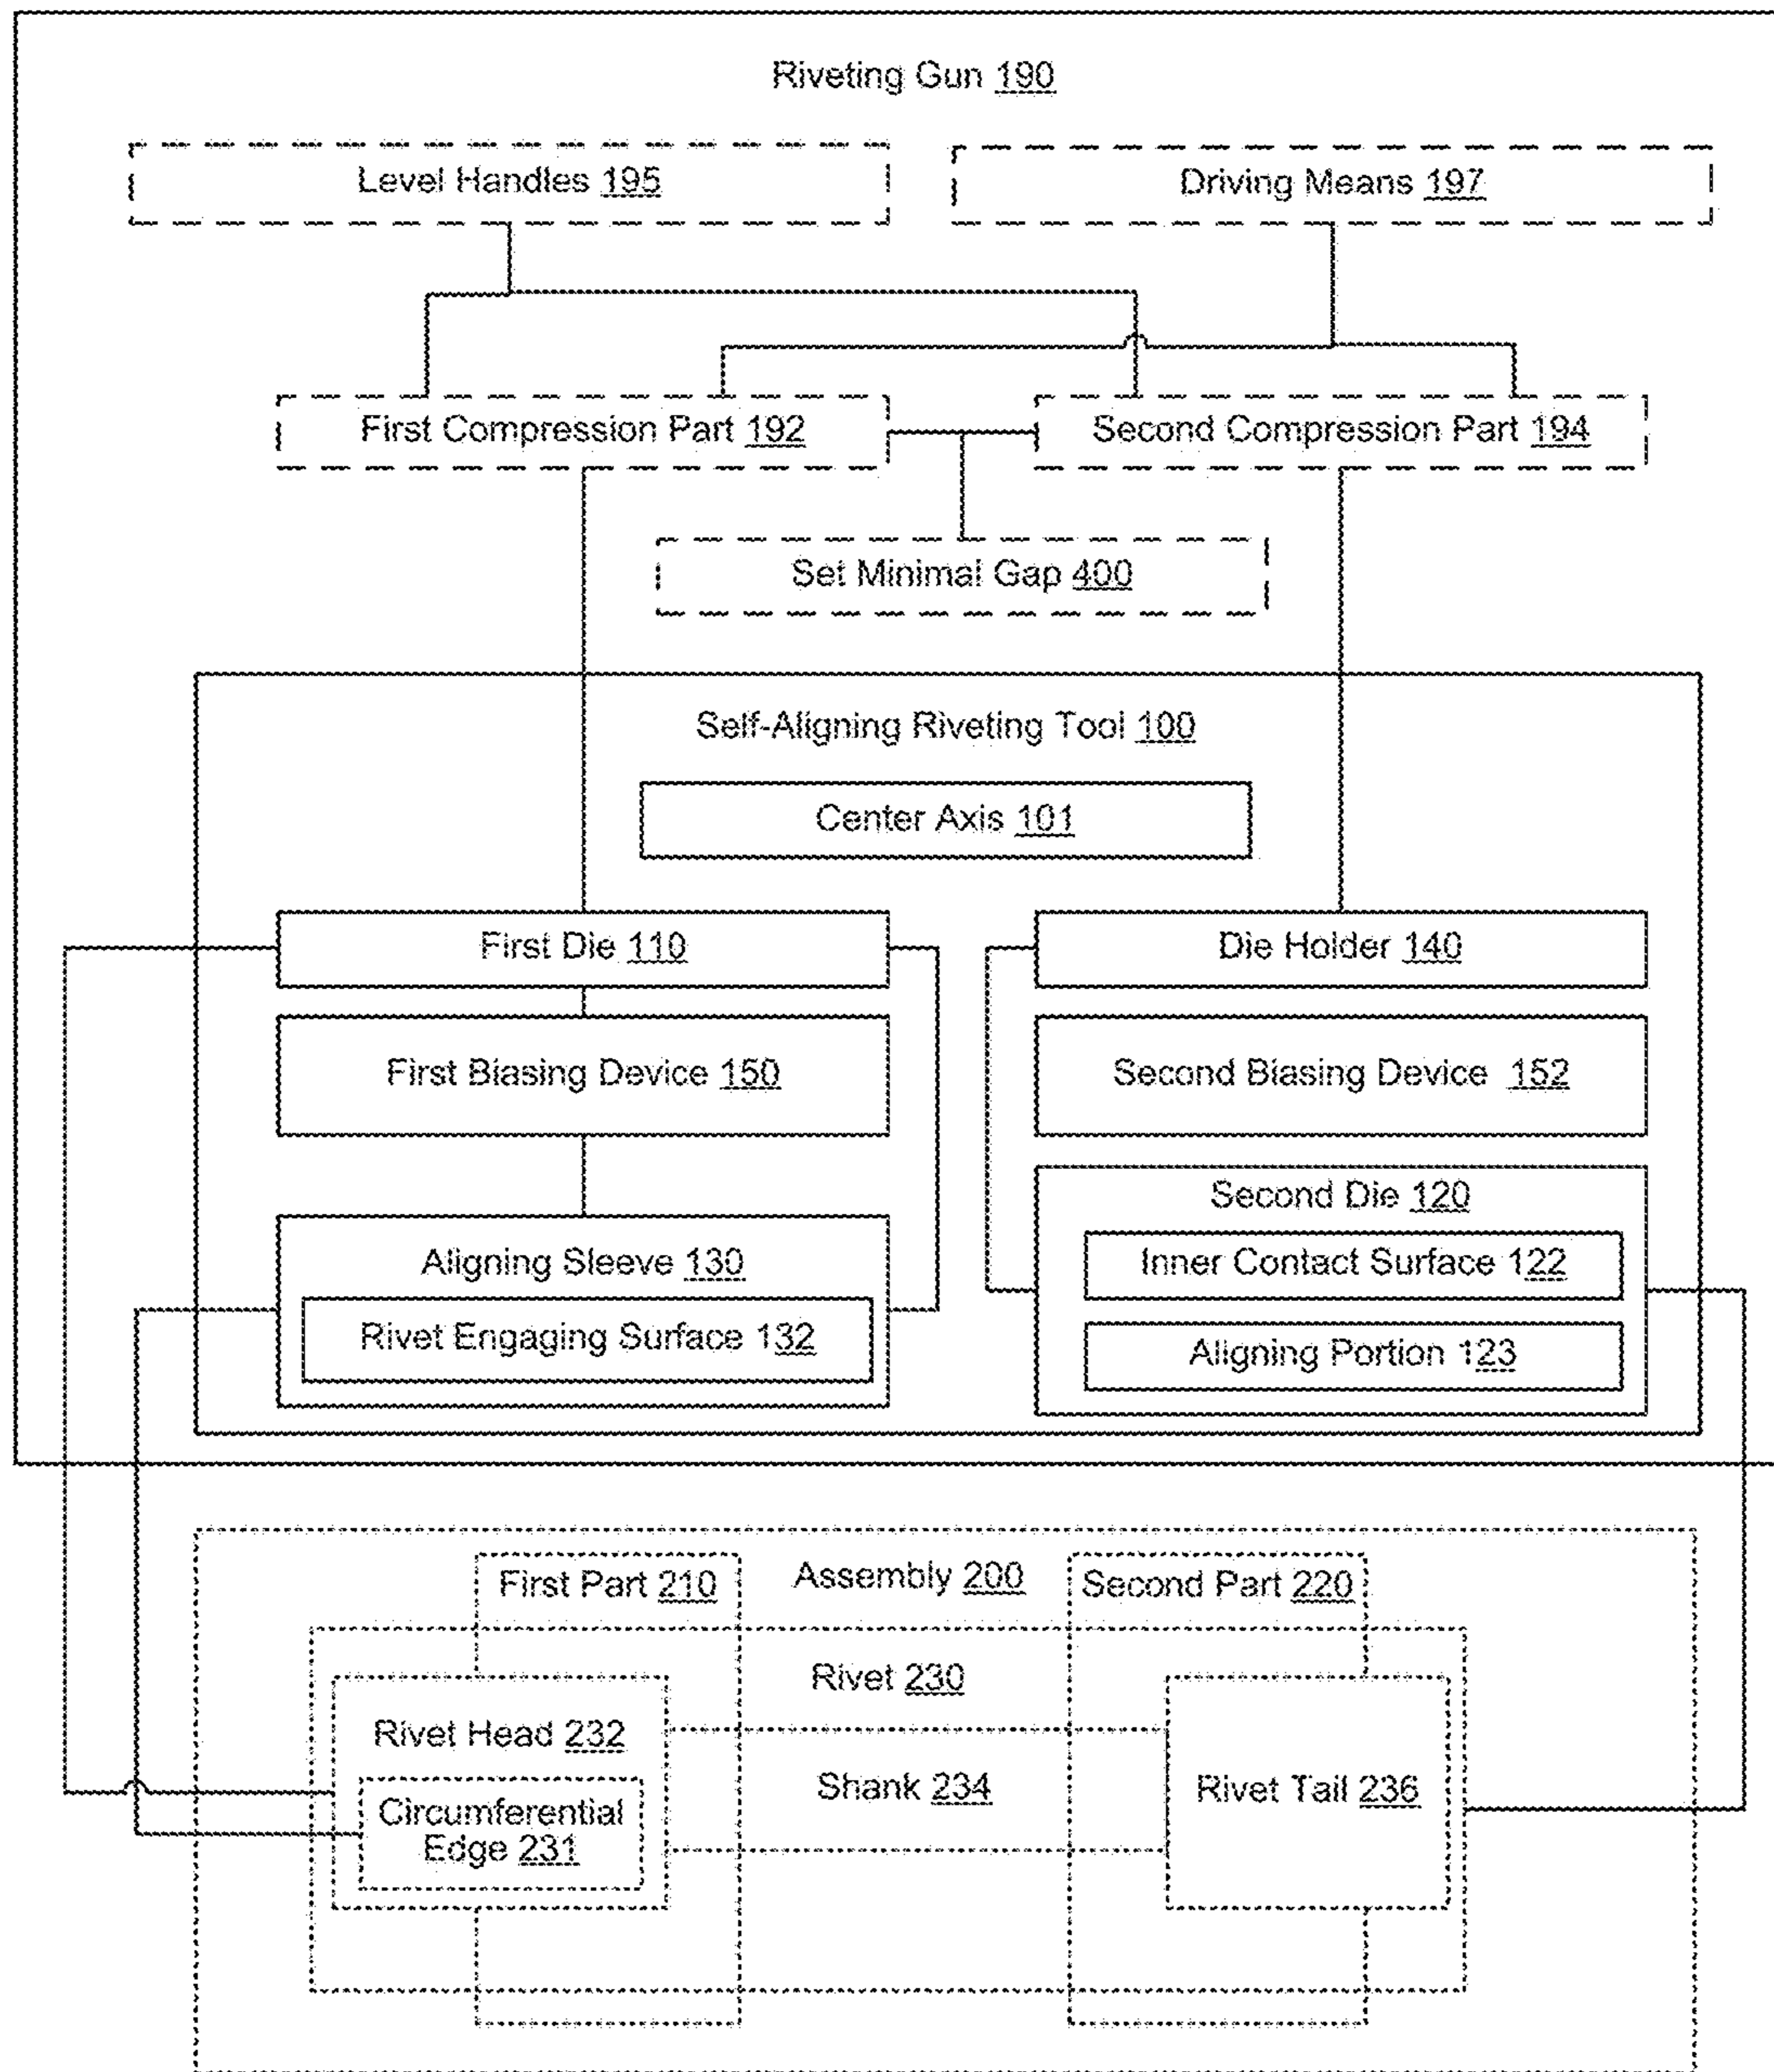 Riveting Gun 190
Level Handles 195
Driving Means 197
First Compression Part 192
Second Compression Part 194
Set Minimal Gap 400
Self-Aligning Riveting Tool 100
Center Axis 101
First Die 110
Die Holder 140
First Biasing Device 150
Second Biasing Device 152
Second Die 120
Aligning Sleeve 130
Inner Contact Surface 122
Rivet Engaging Surface 132
Aligning Portion 123
First Part 210
Assembly 200
Second Part 220
Rivet 230
Rivet Head 232
Shank 234
Rivet Tail 236
Circumferential
Edge 231